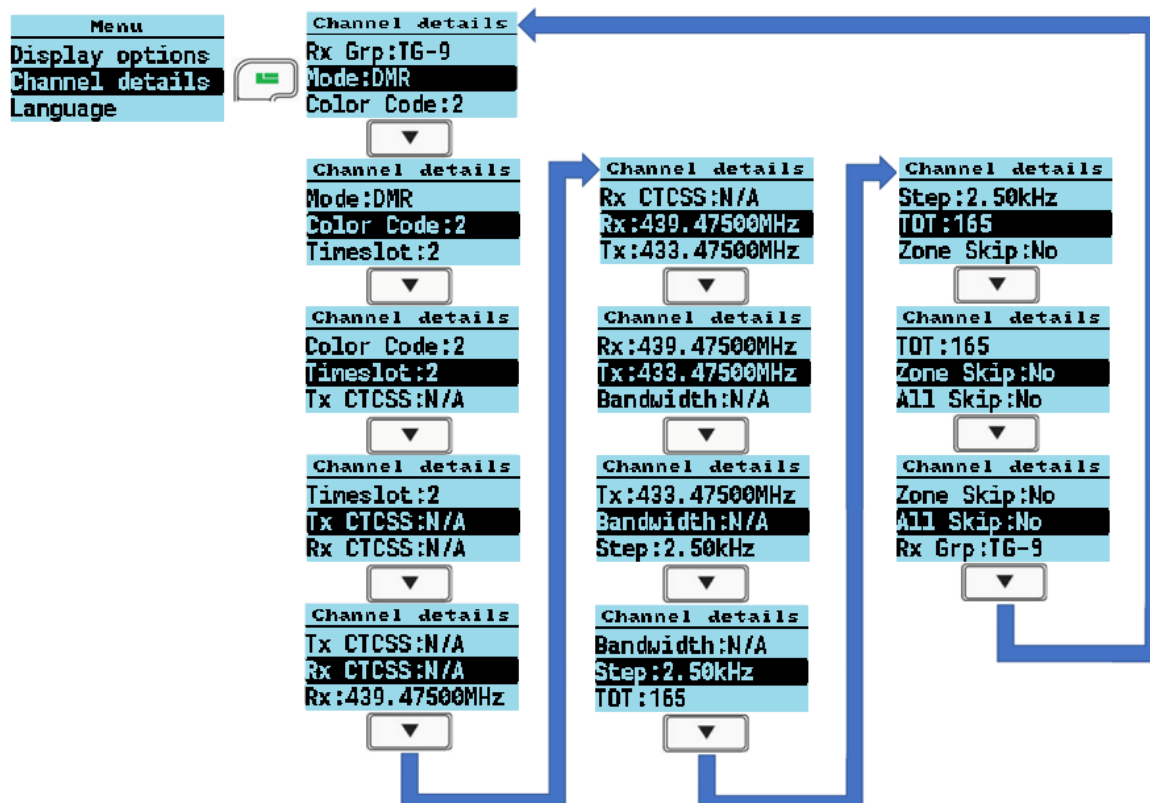 Menu
Display options
Channel details
Language
Channel details
Rx Grp:TG-9
Mode:DMR
Color Code:2
Channel details
Mode:DMR
Color Code:2
Timeslot:2
Channel details
Color Code:2
Timeslot:2
Tx CTCSS:N/A
Channel details
Timeslot:2
Tx CTCSS:N/A
Rx CTCSS:N/A
Channel details
Tx CTCSS:N/A
Rx CTCSS:N/A
Rx:439.47500MHz
Channel details
Rx CTCSS:N/A
Rx:439.47500MHz
Tx:433.47500MHz
Channel details
Rx:439.47500MHz
Tx:433.47500MHz
Bandwidth:N/A
Channel details
Tx:433.47500MHz
Bandwidth:N/A
Step:2.50kHz
Channel details
Bandwidth:N/A
Step:2.50kHz
TOT:165
Channel details
Step:2.50kHz
TOT:165
Zone Skip:No
Channel details
TOT:165
Zone Skip:No
All Skip:No
Channel details
Zone Skip:No
All Skip:No
Rx Grp:TG-9